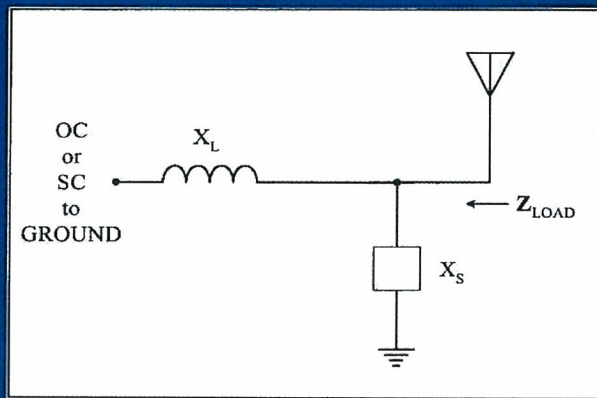 OC
or
SC
to
GROUND
X_L
Z_LOAD
X_S